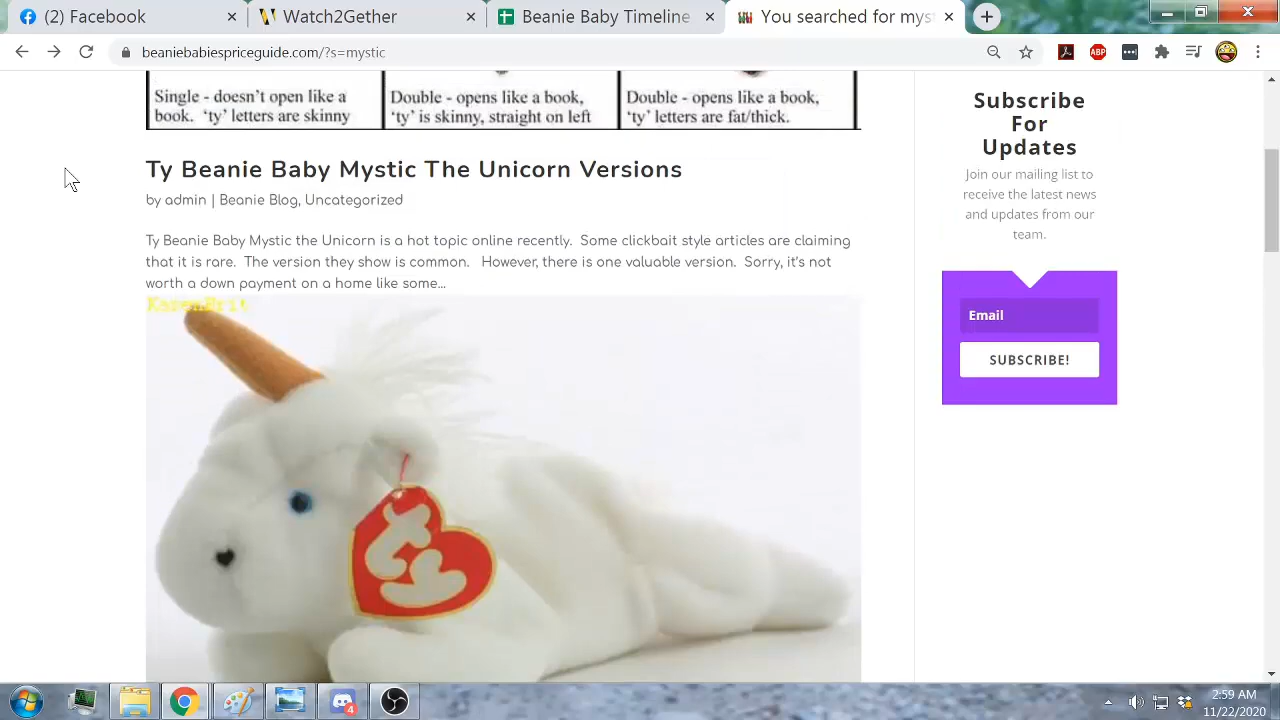 (2) Facebook
Watch2Gether
Beanie Baby Timeline
You searched for mys
beaniebabiespriceguide.com/?s=mystic
ABP
Single - doesn't open like a
book. 'ty' letters are skinny
Double - opens like a book,
'ty' is skinny, straight on left
Double - opens like a book,
'ty' letters are fat/thick.
Ty Beanie Baby Mystic The Unicorn Versions
by admin | Beanie Blog, Uncategorized
Ty Beanie Baby Mystic the Unicorn is a hot topic online recently. Some clickbait style articles are claiming
that it is rare. The version they show is common. However, there is one valuable version. Sorry, it's not
worth a down payment on a home like some...
ty
Subscribe
For
Updates
Join our mailing list to
receive the latest news
and updates from our
team.
Email
SUBSCRIBE!
4
2:59 AM
11/22/2020